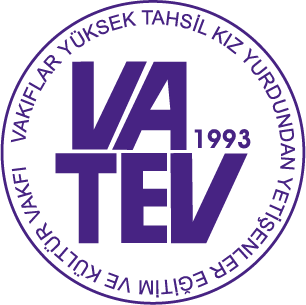 VAKIFLAR YÜKSEK TAHSİL KIZ YURDUNDAN YETİŞENLER EĞİTİM VE KÜLTÜR VAKFI
VA
1993
TEV